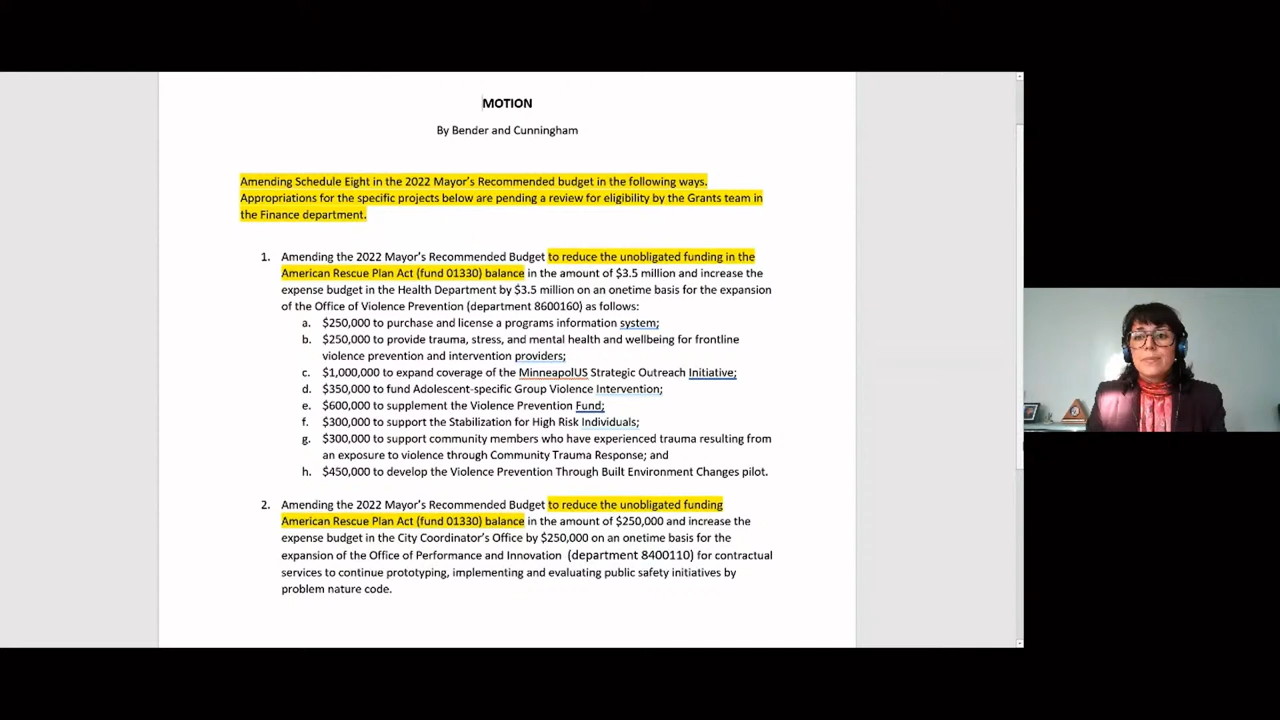 MOTION
By Bender and Cunningham
Amending Schedule Eight in the 2022 Mayor's Recommended budget in the following ways.
Appropriations for the specific projects below are pending a review for eligibility by the Grants team in
the Finance department.
1. Amending the 2022 Mayor's Recommended Budget to reduce the unobligated funding in the
American Rescue Plan Act (fund 01330) balance in the amount of $3.5 million and increase the
expense budget in the Health Department by $3.5 million on an onetime basis for the expansion
of the Office of Violence Prevention (department 8600160) as follows:
a. $250,000 to purchase and license a programs information system;
b. $250,000 to provide trauma, stress, and mental health and wellbeing for frontline
violence prevention and intervention providers;
c. $1,000,000 to expand coverage of the MinneapolUS Strategic Outreach Initiative;
d. $350,000 to fund Adolescent-specific Group Violence Intervention;
e. $600,000 to supplement the Violence Prevention Fund;
f. $300,000 to support the Stabilization for High Risk Individuals;
g. $300,000 to support community members who have experienced trauma resulting from
an exposure to violence through Community Trauma Response; and
h. $450,000 to develop the Violence Prevention Through Built Environment Changes pilot.
2. Amending the 2022 Mayor's Recommended Budget to reduce the unobligated funding
American Rescue Plan Act (fund 01330) balance in the amount of $250,000 and increase the
expense budget in the City Coordinator's Office by $250,000 on an onetime basis for the
expansion of the Office of Performance and Innovation (department 8400110) for contractual
services to continue prototyping, implementing and evaluating public safety initiatives by
problem nature code.